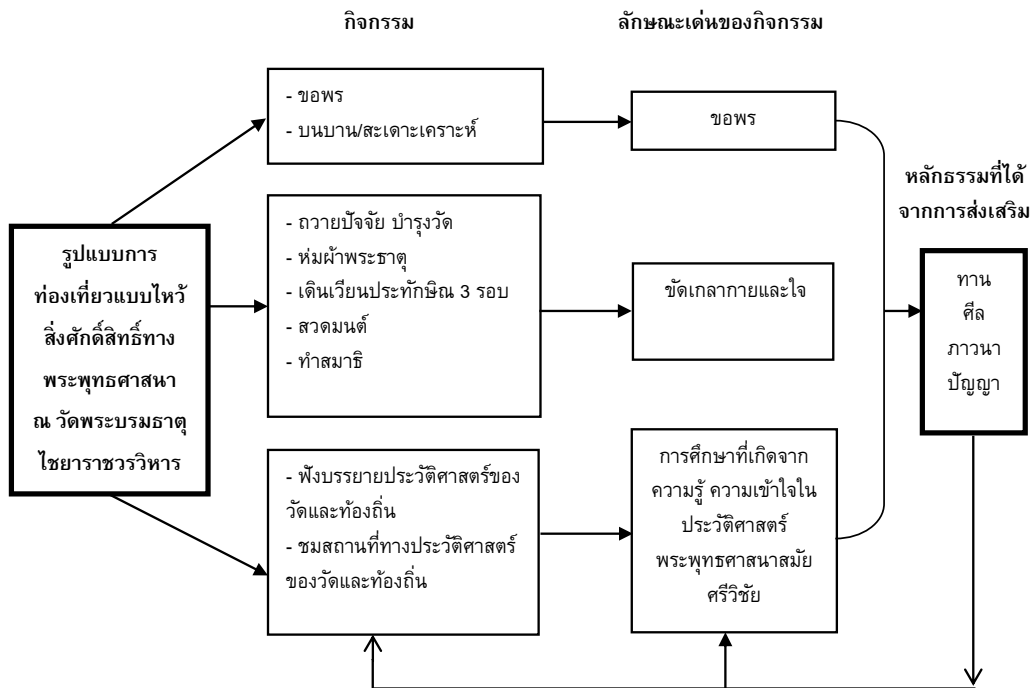 กิจกรรม
ลักษณะเด่นของกิจกรรม
- ขอพร
- บนบาน/สะเดาะเคราะห์
ขอพร
หลักธรรมที่ได้
จากการส่งเสริม
รูปแบบการ
ท่องเที่ยวแบบไหว้
สิ่งศักดิ์สิทธิ์ทาง
พระพุทธศาสนา
ณ วัดพระบรมธาตุ
ไชยาราชวรวิหาร
- ถวายปัจจัย บำรุงวัด
- ห่มผ้าพระธาตุ
- เดินเวียนประทักษิณ 3 รอบ
- สวดมนต์
- ทำสมาธิ
ขัดเกลากายและใจ
ทาน
ศีล
ภาวนา
ปัญญา
- ฟังบรรยายประวัติศาสตร์ของ
วัดและท้องถิ่น
- ชมสถานที่ทางประวัติศาสตร์
ของวัดและท้องถิ่น
การศึกษาที่เกิดจาก
ความรู้ ความเข้าใจใน
ประวัติศาสตร์
พระพุทธศาสนาสมัย
ศรีวิชัย